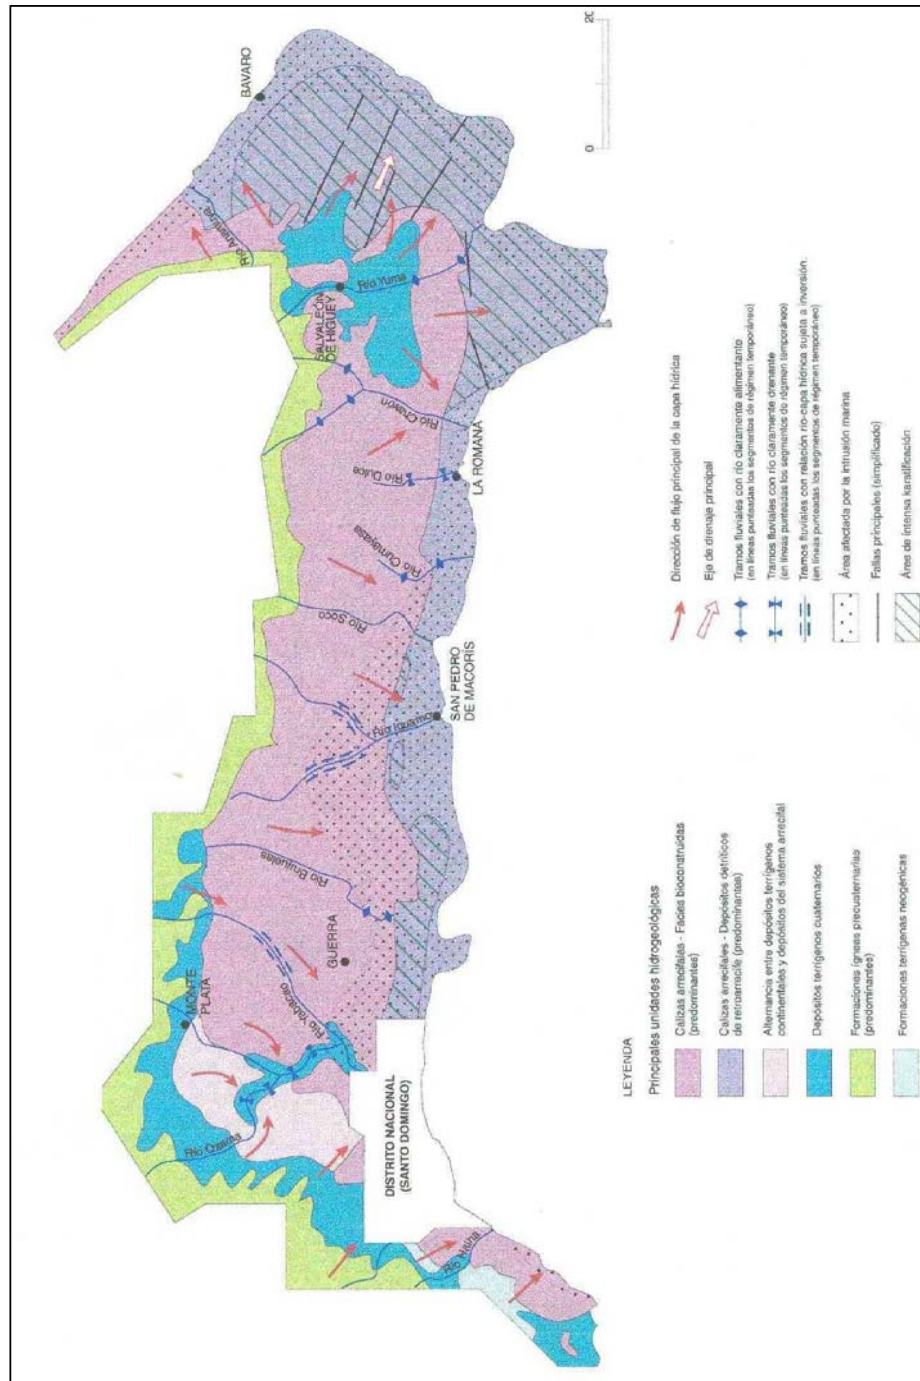 BAVARO
20
0
Río Anamuya
SALVALEÓN
DE HIGUEY
Río Yuma
Río Chavón
Río Dulce
LA ROMANA
Río Cumayasa
Río Soco
Río Iguamo
SAN PEDRO
DE MACORÍS
Río Brujuelas
GUERRA
Río Yabacao
MONTE
PLATA
Río Ozama
DISTRITO NACIONAL
(SANTO DOMINGO)
Río Haina
LEYENDA
Principales unidades hidrogeológicas
Calizas arrecifales - Facies bioconstruidas
(predominantes)
Calizas arrecifales - Depósitos detríticos
de retroarrecife (predominantes)
Alternancia entre depósitos terrígenos
continentales y depósitos del sistema arrecifal
Depósitos terrígenos cuaternarios
Formaciones ígneas precuaternarias
(predominantes)
Formaciones terrígenas neogénicas
Dirección de flujo principal de la capa hídrica
Eje de drenaje principal
Tramos fluviales con río claramente alimentante
(en líneas punteadas los segmentos de régimen temporáneo)
Tramos fluviales con río claramente drenante
(en líneas punteadas los segmentos de régimen temporáneo)
Tramos fluviales con relación río-capa hídrica sujeta a inversión
(en líneas punteadas los segmentos de régimen temporáneo)
Área afectada por la intrusión marina
Fallas principales (simplificado)
Área de intensa karstificación